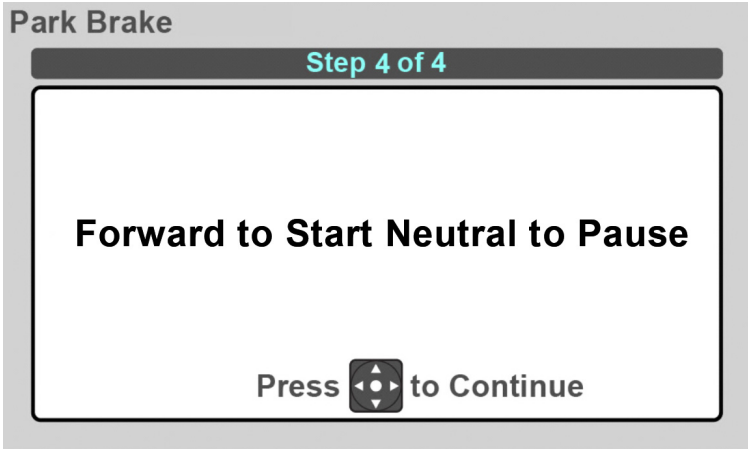 Park Brake
Step 4 of 4
Forward to Start Neutral to Pause
Press to Continue